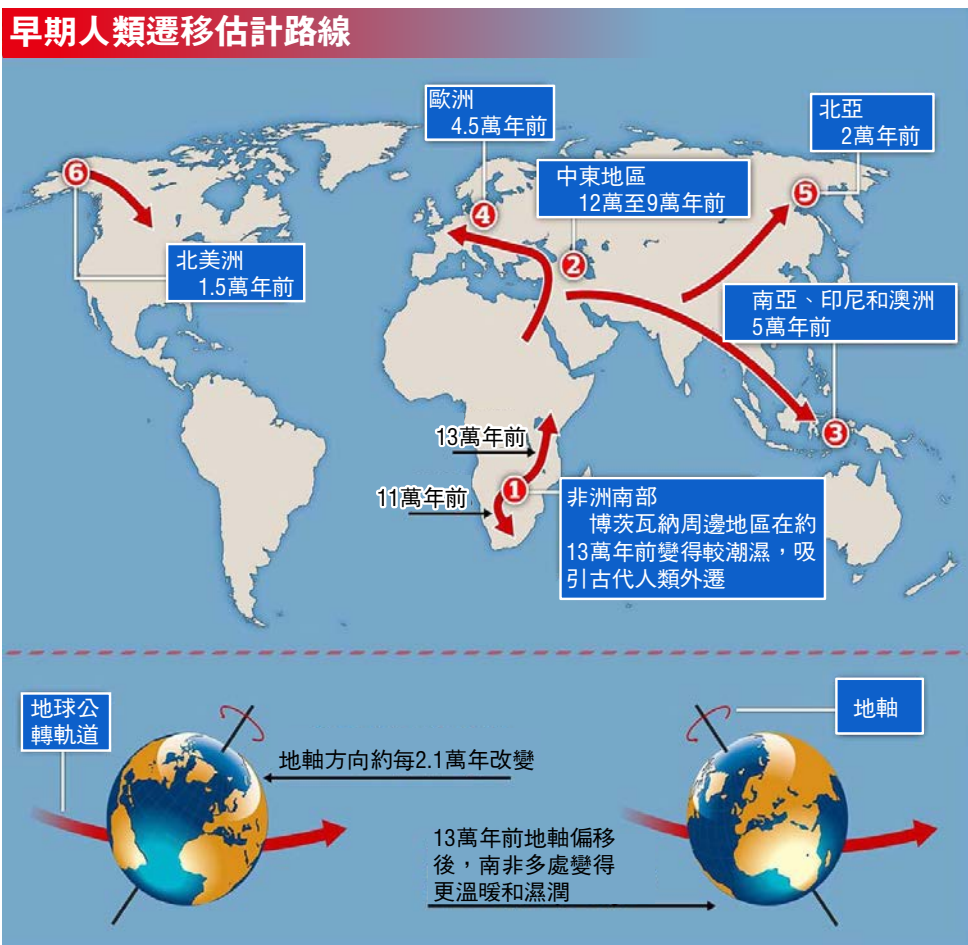 早期人類遷移估計路線
歐洲
4.5萬年前
北亞
2萬年前
中東地區
12萬至9萬年前
6
5
4
2
北美洲
1.5萬年前
南亞、印尼和澳洲
5萬年前
3
13萬年前
11萬年前
1
非洲南部
博茨瓦納周邊地區在約
13萬年前變得較潮濕，吸
引古代人類外遷
地球公
轉軌道
地軸
地軸方向約每2.1萬年改變
13萬年前地軸偏移
後，南非多處變得
更溫暖和濕潤